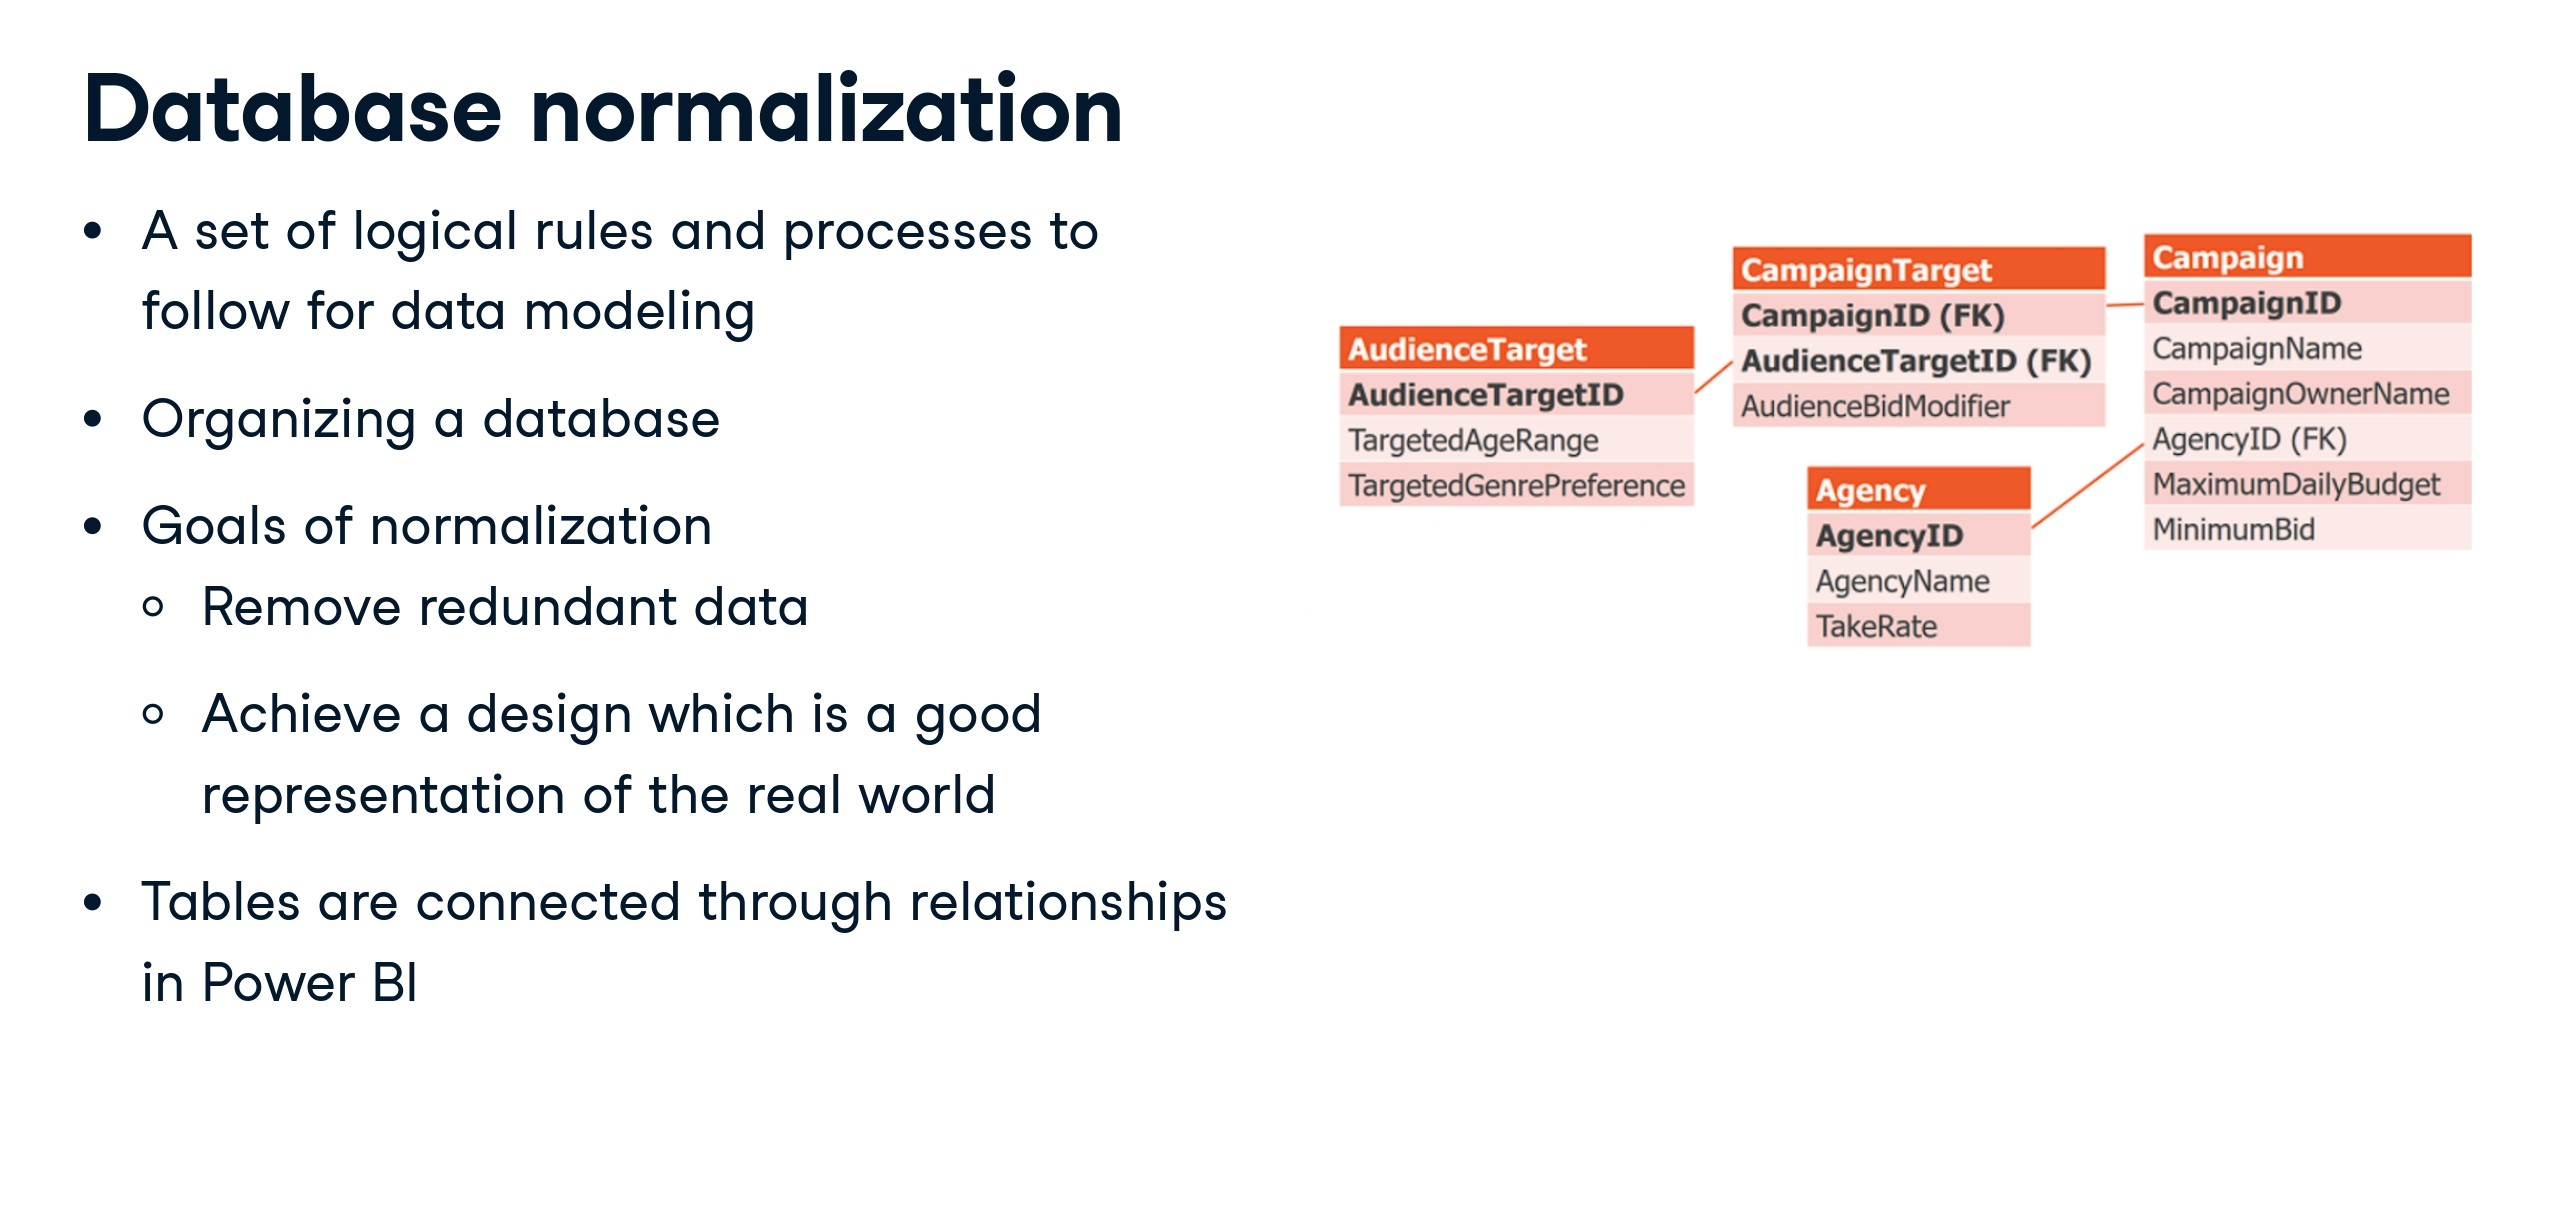 Database normalization
• A set of logical rules and processes to
follow for data modeling
• Organizing a database
• Goals of normalization
○ Remove redundant data
○ Achieve a design which is a good
representation of the real world
• Tables are connected through relationships
in Power BI
AudienceTarget
AudienceTargetID
TargetedAgeRange
TargetedGenrePreference
CampaignTarget
CampaignID (FK)
AudienceTargetID (FK)
AudienceBidModifier
Agency
AgencyID
AgencyName
TakeRate
Campaign
CampaignID
CampaignName
CampaignOwnerName
AgencyID (FK)
MaximumDailyBudget
MinimumBid